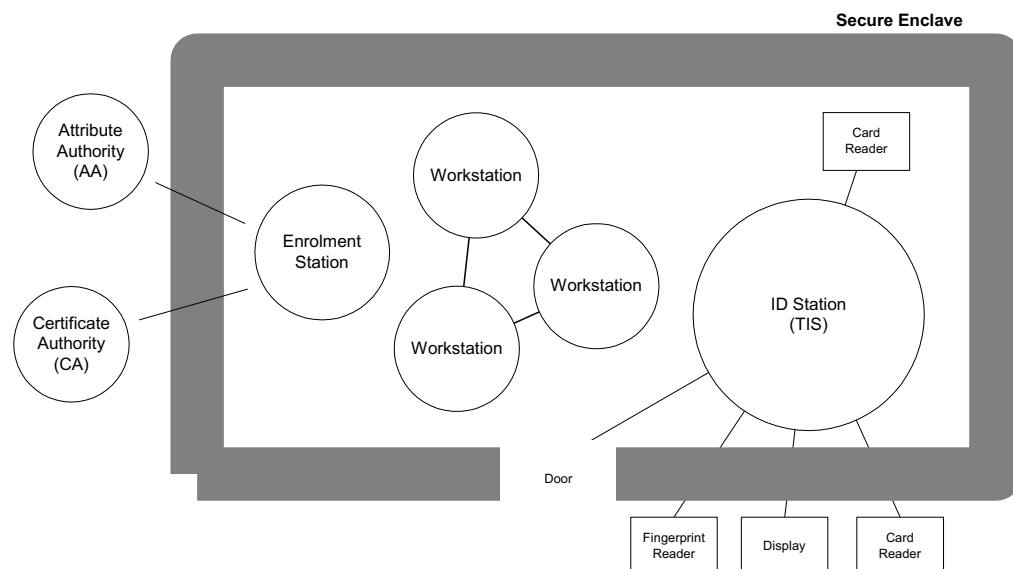 Secure Enclave
Attribute
Authority
(AA)
Card
Reader
Workstation
Enrolment
Station
Workstation
ID Station
(TIS)
Certificate
Authority
(CA)
Workstation
Door
Fingerprint
Reader
Display
Card
Reader